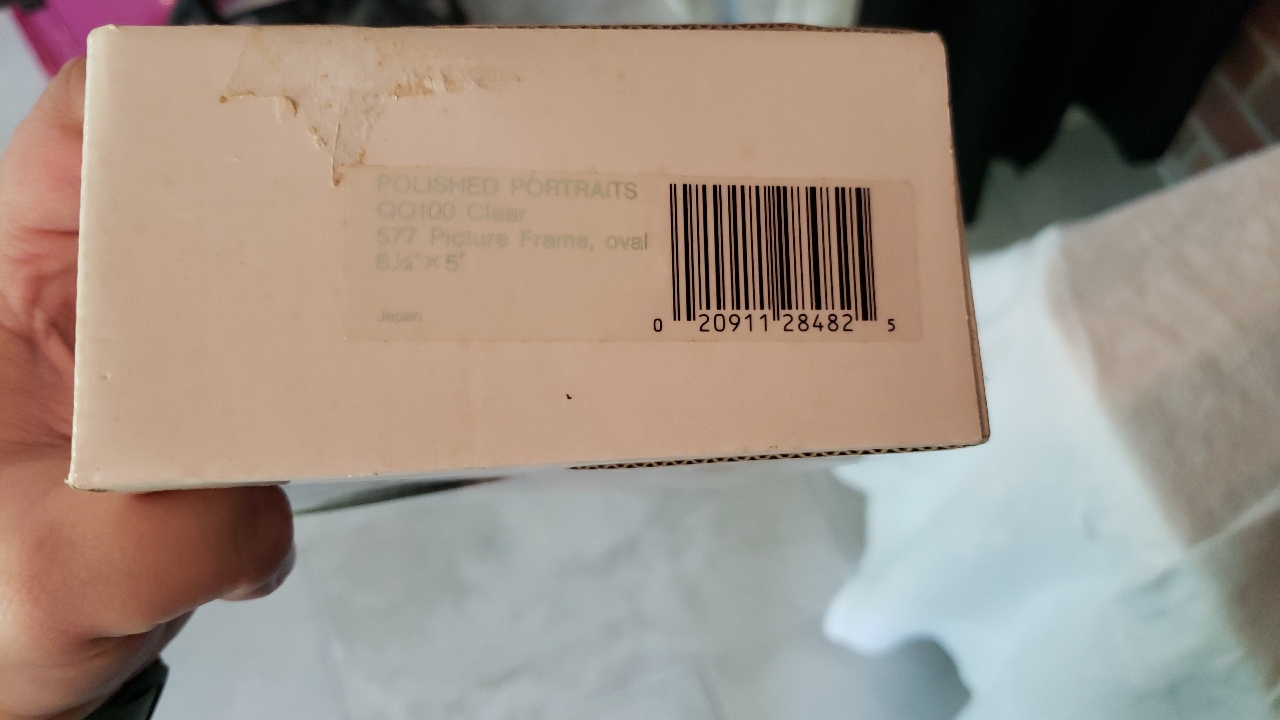 POLISHED PORTRAITS
QQ100 Clear
577 Picture Frame, oval
6¼" × 5"
Japan
0 20911 28482 5